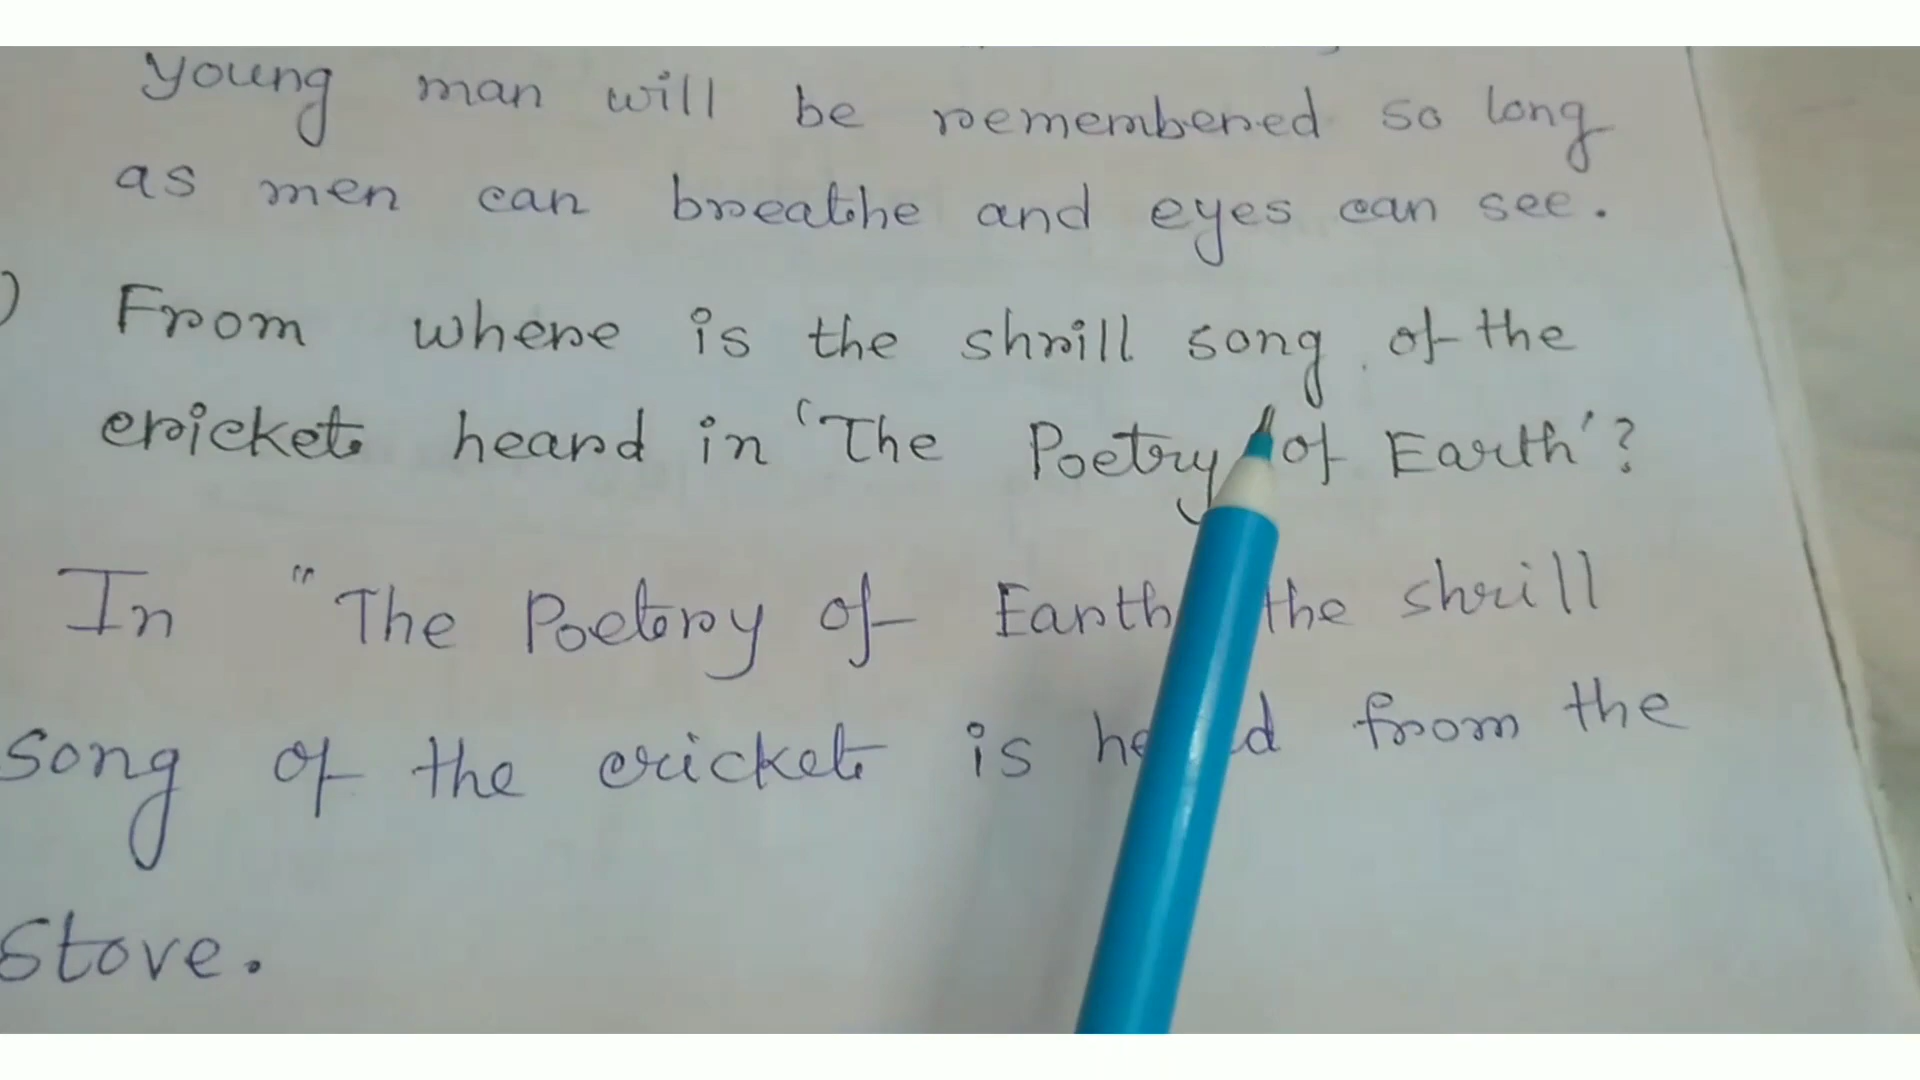 young man will be remembered so long
as men can breathe and eyes can see.
) From where is the shrill song of the
cricket heard in 'The Poetry of Earth'?
In "The Poetry of Earth the shrill
song of the cricket is heard from the
Stove.